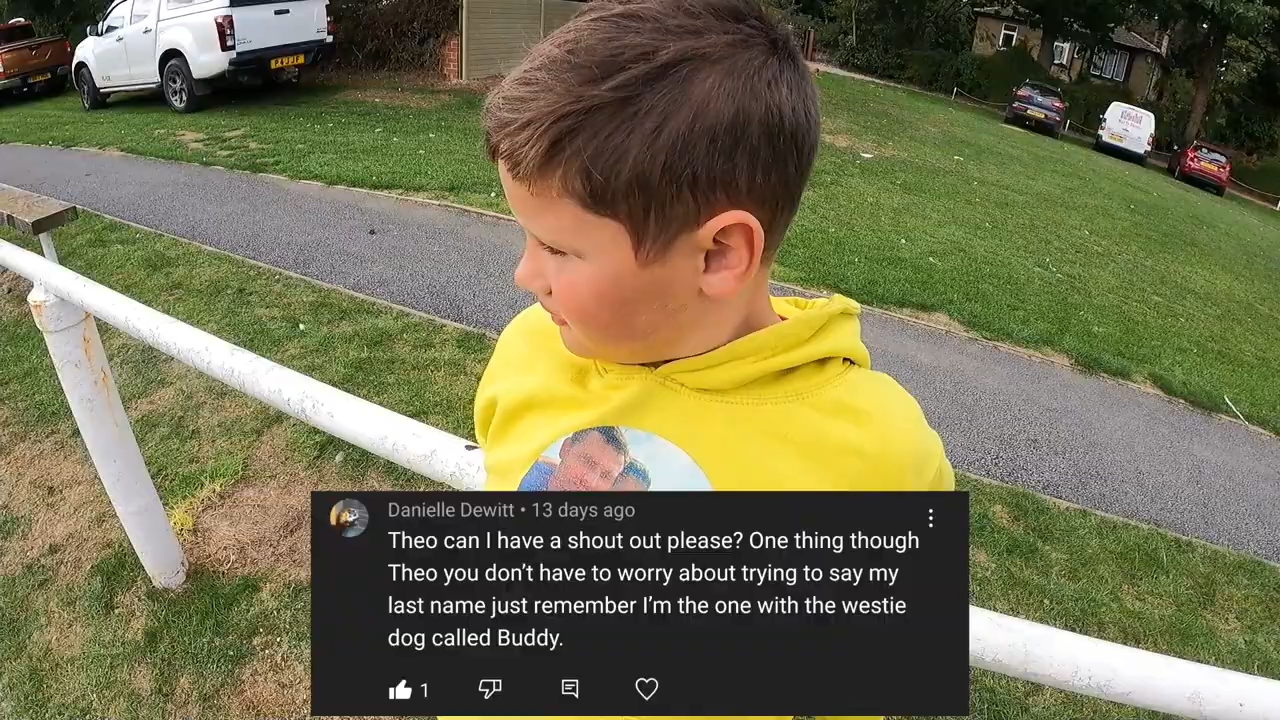 P4JJF
Danielle Dewitt • 13 days ago
Theo can I have a shout out please? One thing though
Theo you don't have to worry about trying to say my
last name just remember I'm the one with the westie
dog called Buddy.
1